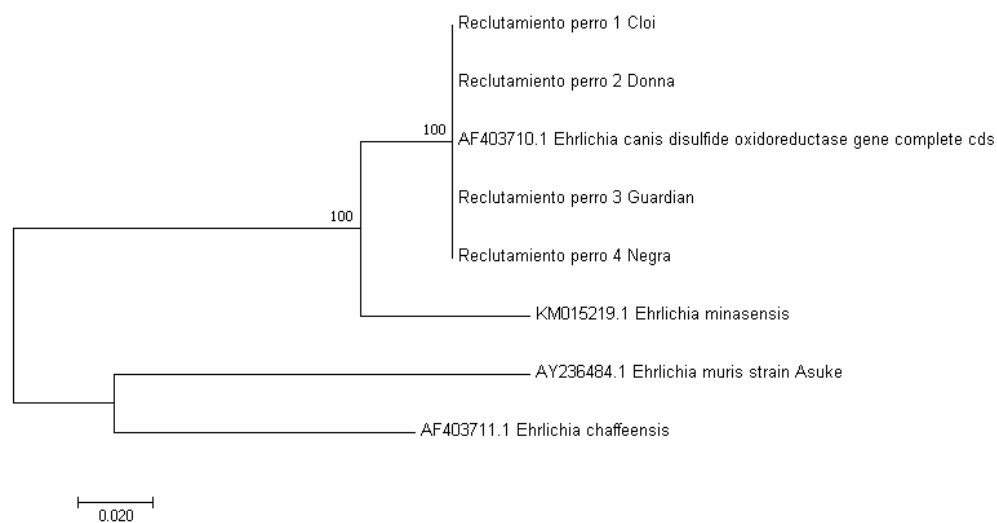 Reclutamiento perro 1 Cloi
Reclutamiento perro 2 Donna
100
AF403710.1 Ehrlichia canis disulfide oxidoreductase gene complete cds
Reclutamiento perro 3 Guardian
100
Reclutamiento perro 4 Negra
KM015219.1 Ehrlichia minasensis
AY236484.1 Ehrlichia muris strain Asuke
AF403711.1 Ehrlichia chaffeensis
0.020